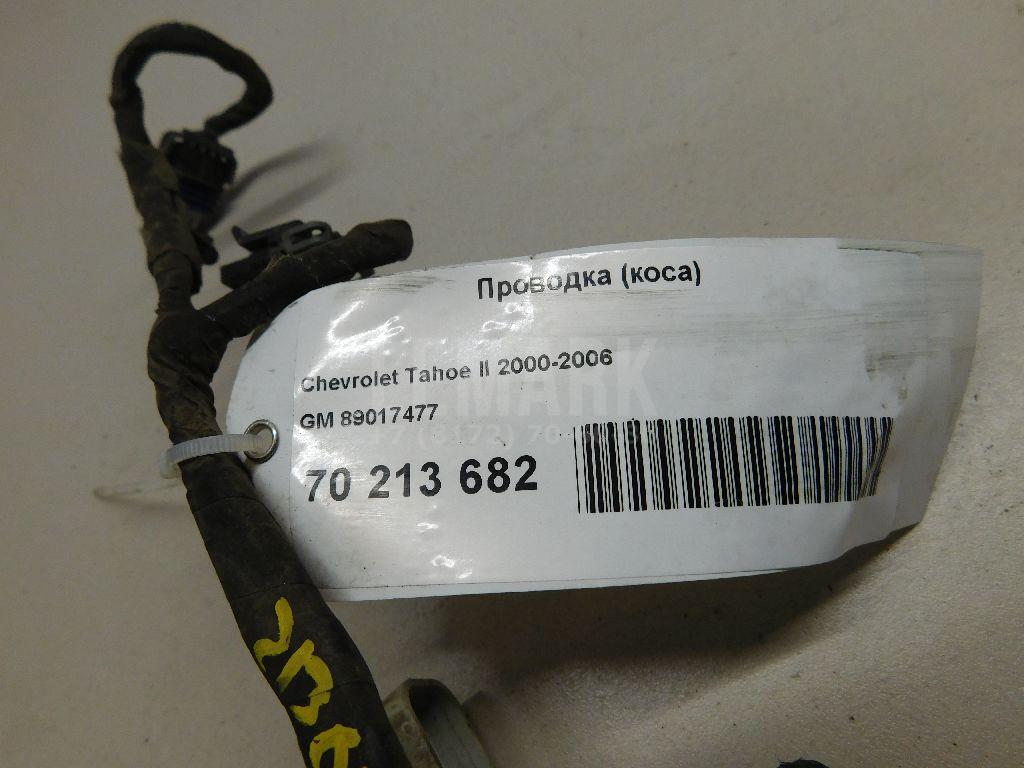 Проводка (коса)
Chevrolet Tahoe II 2000-2006
GM 89017477
70 213 682